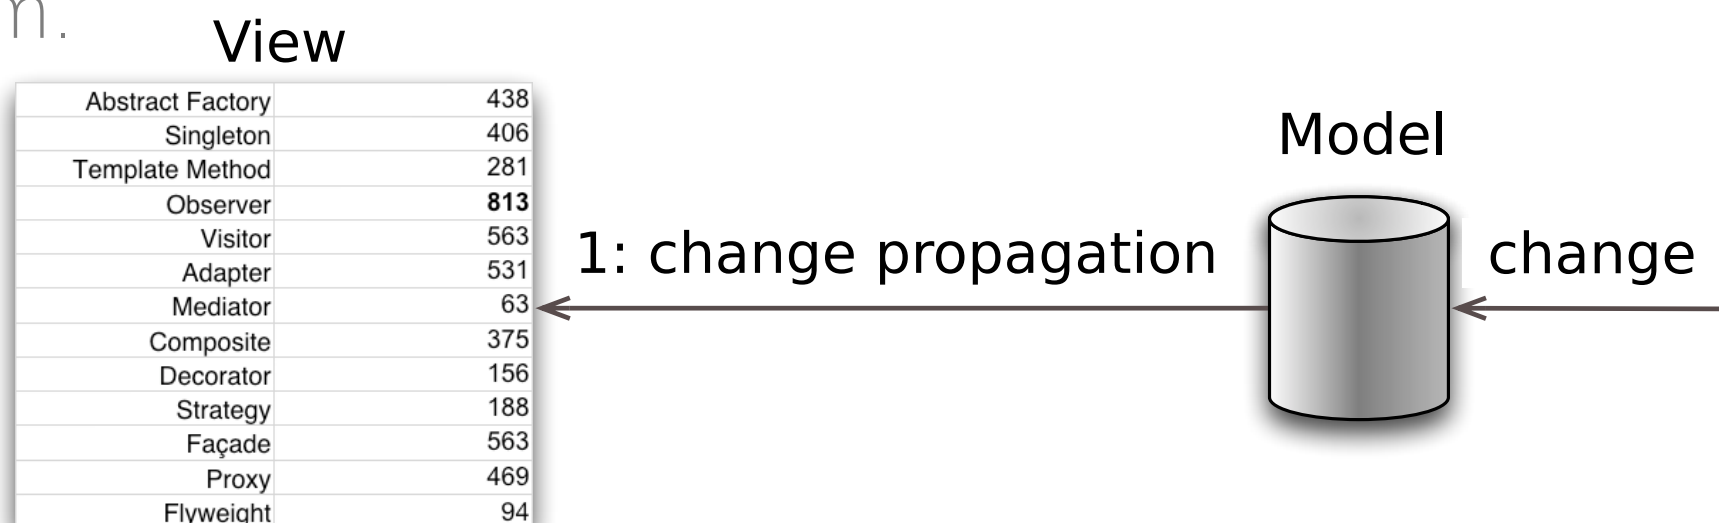 n.
View
Abstract Factory 438
Singleton 406
Template Method 281
Observer 813
Visitor 563
Adapter 531
Mediator 63
Composite 375
Decorator 156
Strategy 188
Façade 563
Proxy 469
Flyweight 94
1: change propagation
Model
change